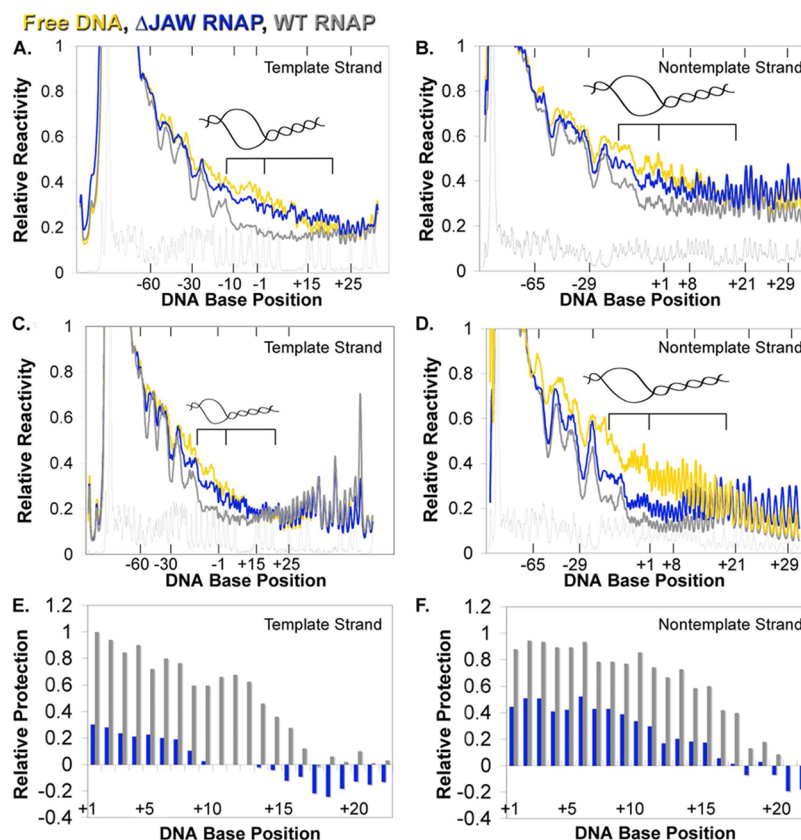 Free DNA, ΔJAW RNAP, WT RNAP
A.
Template Strand
Relative Reactivity
1
0.8
0.6
0.4
0.2
0
-60 -30 -10 -1 +15 +25
DNA Base Position
B.
Nontemplate Strand
Relative Reactivity
1
0.8
0.6
0.4
0.2
0
-65 -29 +1 +8 +21 +29
DNA Base Position
C.
Template Strand
Relative Reactivity
1
0.8
0.6
0.4
0.2
0
-60 -30 -1 +15 +25
DNA Base Position
D.
Nontemplate Strand
Relative Reactivity
1
0.8
0.6
0.4
0.2
0
-65 -29 +1 +8 +21 +29
DNA Base Position
E.
Template Strand
Relative Protection
1.2
1
0.8
0.6
0.4
0.2
0
-0.2
-0.4
+1 +5 +10 +15 +20
DNA Base Position
F.
Nontemplate Strand
Relative Protection
1.2
1
0.8
0.6
0.4
0.2
0
-0.2
-0.4
+1 +5 +10 +15 +20
DNA Base Position